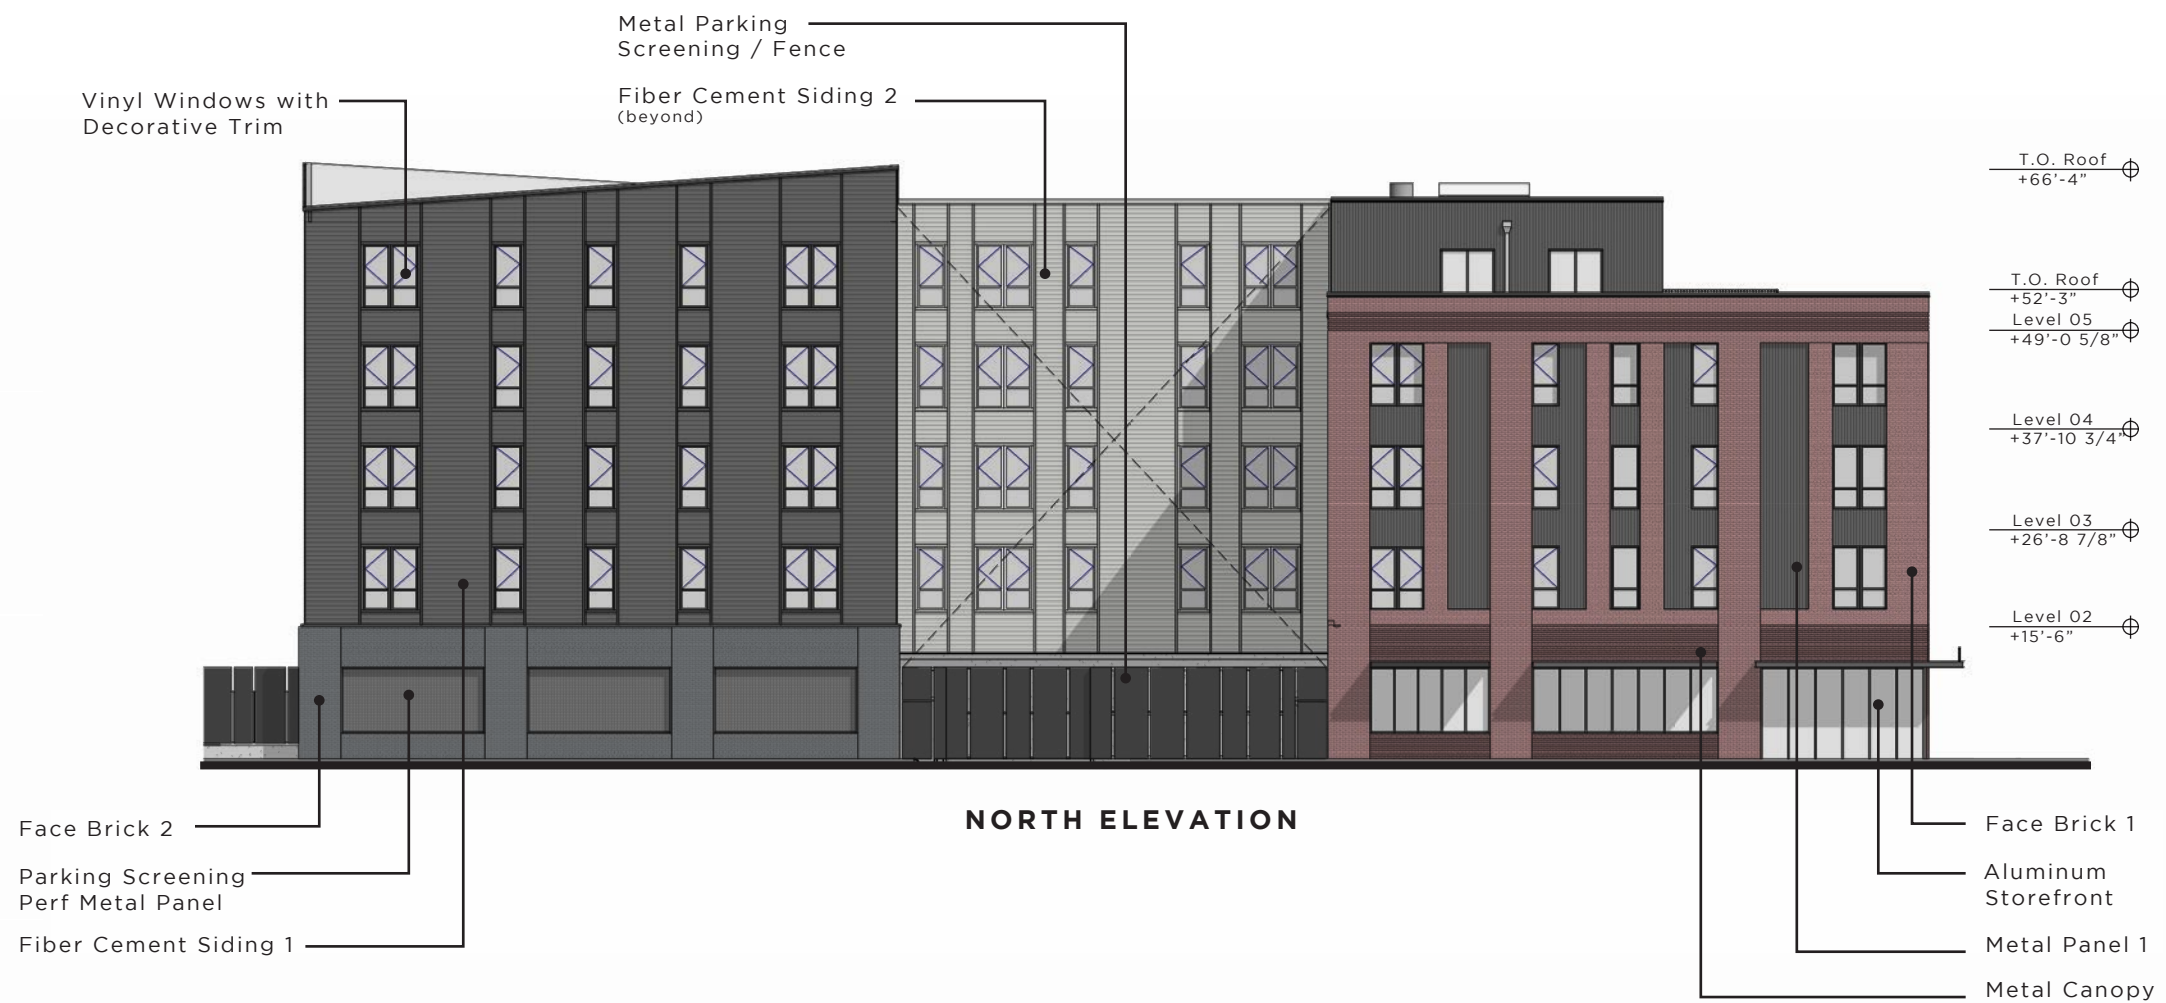 Metal Parking
Screening / Fence
Vinyl Windows with
Decorative Trim
Fiber Cement Siding 2
(beyond)
T.O. Roof
+66'-4"
T.O. Roof
+52'-3"
Level 05
+49'-0 5/8"
Level 04
+37'-10 3/4"
Level 03
+26'-8 7/8"
Level 02
+15'-6"
NORTH ELEVATION
Face Brick 2
Parking Screening
Perf Metal Panel
Fiber Cement Siding 1
Face Brick 1
Aluminum
Storefront
Metal Panel 1
Metal Canopy